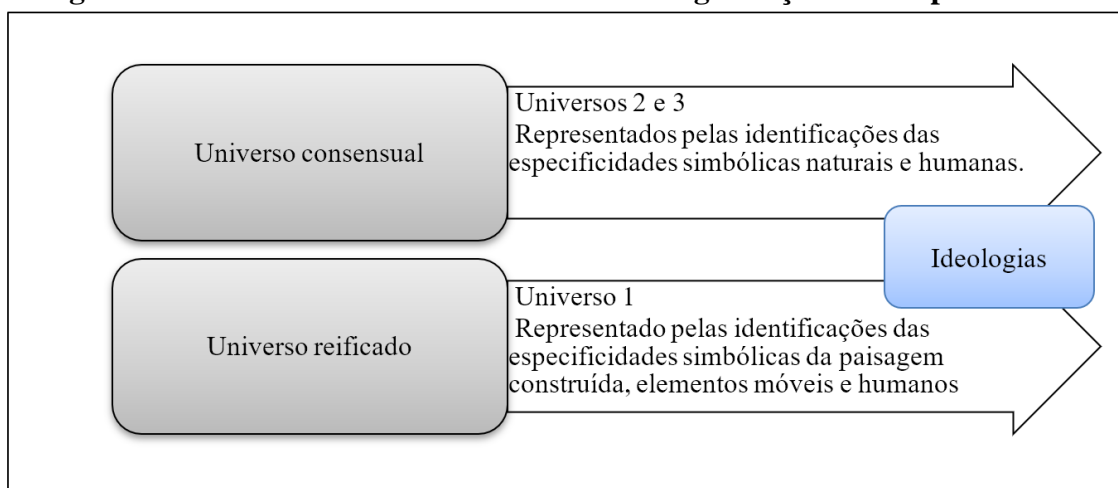 Universo consensual
Universos 2 e 3
Representados pelas identificações das
especificidades simbólicas naturais e humanas.
Ideologias
Universo reificado
Universo 1
Representado pelas identificações das
especificidades simbólicas da paisagem
construída, elementos móveis e humanos